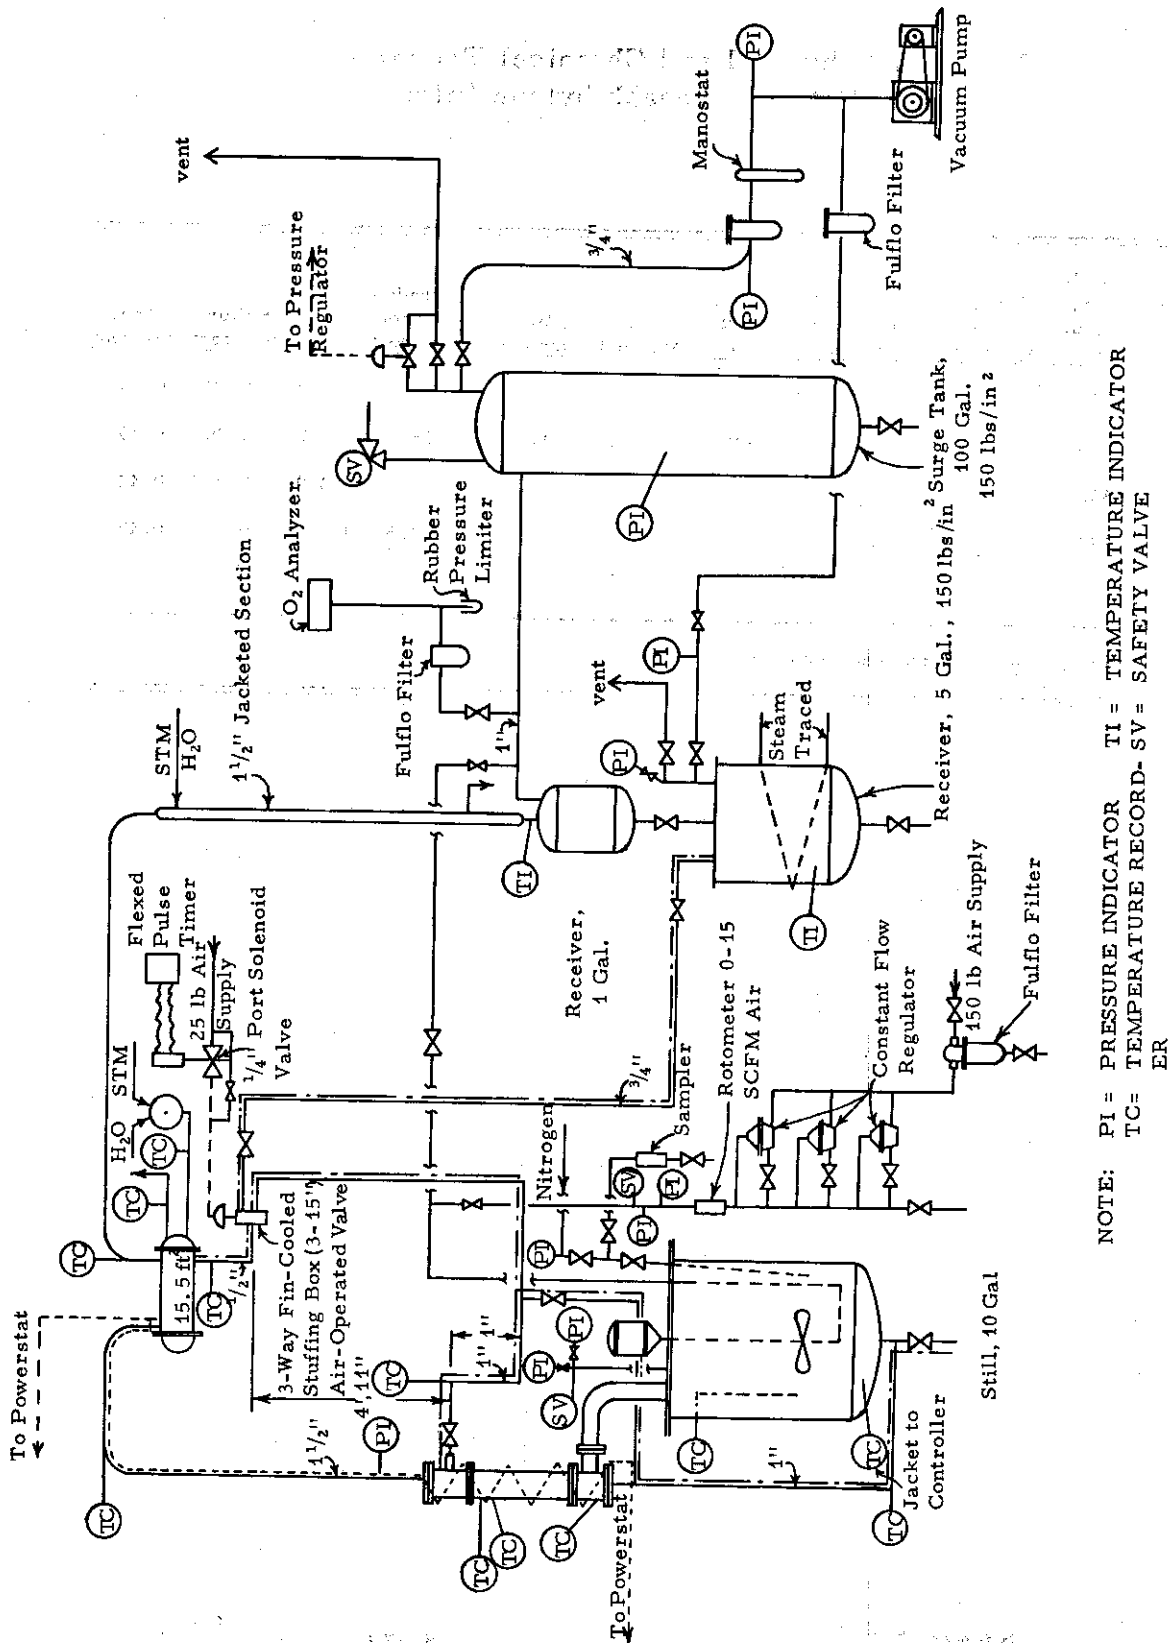 To Powerstat
TC
TC
TC
TC
H₂O
STM
TC
15.5 ft²
1/2"
3-Way Fin-Cooled
Stuffing Box (3-15")
Air-Operated Valve
4', 11"
1 1/2"
PI
TC
1"
1"
TC
TC
TC
To Powerstat
Flexed
Pulse
Timer
25 lb Air
Supply
1/4" Port Solenoid
Valve
STM
H₂O
1 1/2" Jacketed Section
TI
Receiver,
1 Gal.
3/4"
Fulflo Filter
O₂ Analyzer
Rubber
Pressure
Limiter
1"
SV
To Pressure
Regulator
vent
3/4"
PI
Surge Tank,
100 Gal.
150 lbs/in²
Manostat
PI
PI
Fulflo Filter
Vacuum Pump
vent
PI
PI
Steam
Traced
TI
Receiver, 5 Gal., 150 lbs/in²
Nitrogen
PI
SV
PI
PI
Sampler
Rotometer 0-15
SCFM Air
Constant Flow
Regulator
150 lb Air Supply
Fulflo Filter
PI
PI
SV
TC
TC
TC
Jacket to
Controller
1"
Still, 10 Gal
NOTE: PI = PRESSURE INDICATOR TI = TEMPERATURE INDICATOR
TC= TEMPERATURE RECORD- SV = SAFETY VALVE
ER